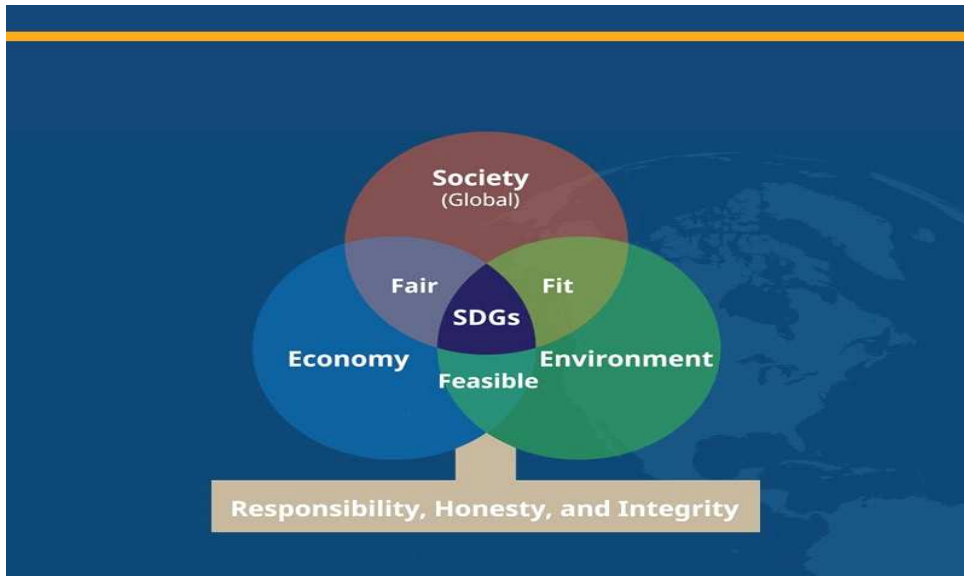 Society
(Global)
Fair
Fit
SDGs
Economy
Environment
Feasible
Responsibility, Honesty, and Integrity